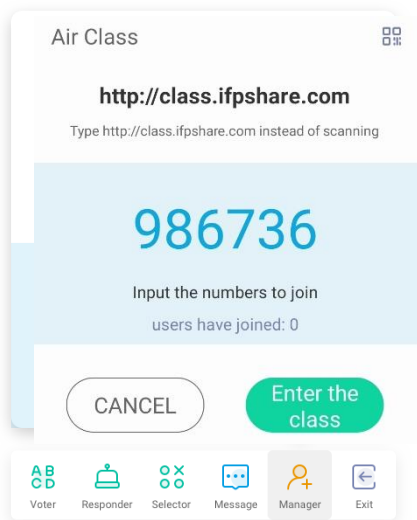 Air Class
http://class.ifpshare.com
Type http://class.ifpshare.com instead of scanning
986736
Input the numbers to join
users have joined: 0
CANCEL
Enter the
class
A B
C D
Voter
Responder
Selector
Message
Manager
Exit